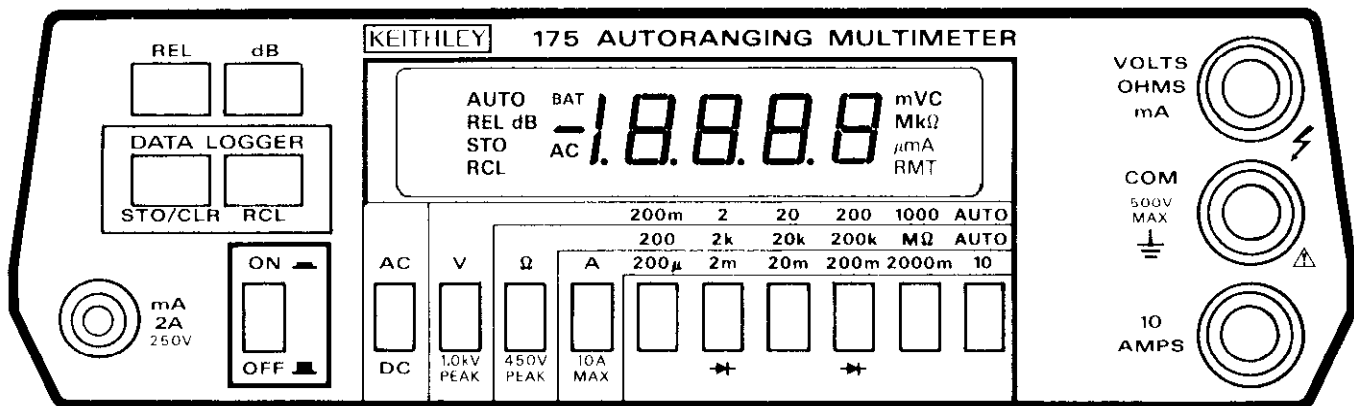 REL dB
DATA LOGGER
STO/CLR RCL
ON
OFF
mA
2A
250V
KEITHLEY 175 AUTORANGING MULTIMETER
AUTO BAT -1.8.9.8.9 mVC
REL dB MkΩ
STO AC μmA
RCL RMT
200m 2 20 200 1000 AUTO
200 2k 20k 200k MΩ AUTO
AC V Ω A 200μ 2m 20m 200m 2000m 10
DC 1.0kV PEAK 450V PEAK 10A MAX
VOLTS
OHMS
mA
COM
500V
MAX
10
AMPS